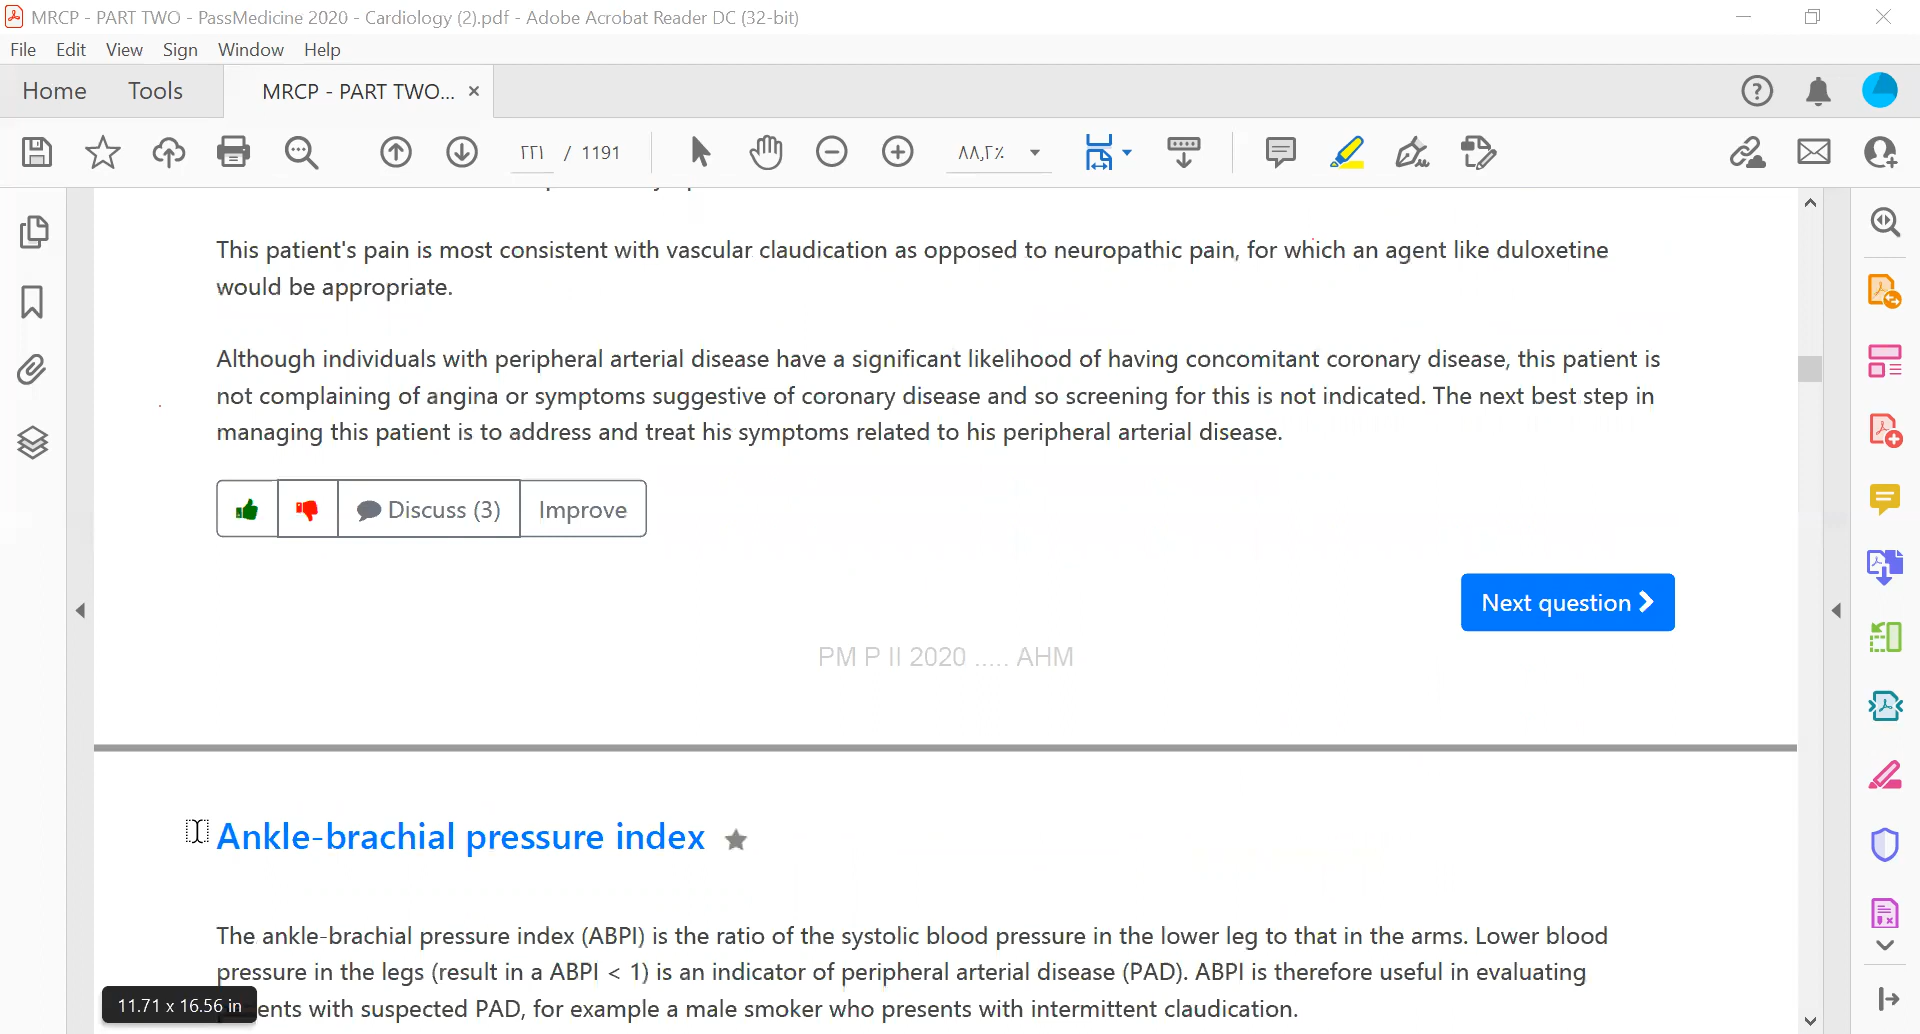 MRCP - PART TWO - PassMedicine 2020 - Cardiology (2).pdf - Adobe Acrobat Reader DC (32-bit)
File Edit View Sign Window Help
Home Tools MRCP - PART TWO...
٢٢١ / 1191 ٨٨,٢٪
This patient's pain is most consistent with vascular claudication as opposed to neuropathic pain, for which an agent like duloxetine
would be appropriate.
Although individuals with peripheral arterial disease have a significant likelihood of having concomitant coronary disease, this patient is
not complaining of angina or symptoms suggestive of coronary disease and so screening for this is not indicated. The next best step in
managing this patient is to address and treat his symptoms related to his peripheral arterial disease.
Discuss (3) Improve
Next question
PM P II 2020 ..... AHM
Ankle-brachial pressure index
The ankle-brachial pressure index (ABPI) is the ratio of the systolic blood pressure in the lower leg to that in the arms. Lower blood
pressure in the legs (result in a ABPI < 1) is an indicator of peripheral arterial disease (PAD). ABPI is therefore useful in evaluating
ents with suspected PAD, for example a male smoker who presents with intermittent claudication.
11.71 x 16.56 in